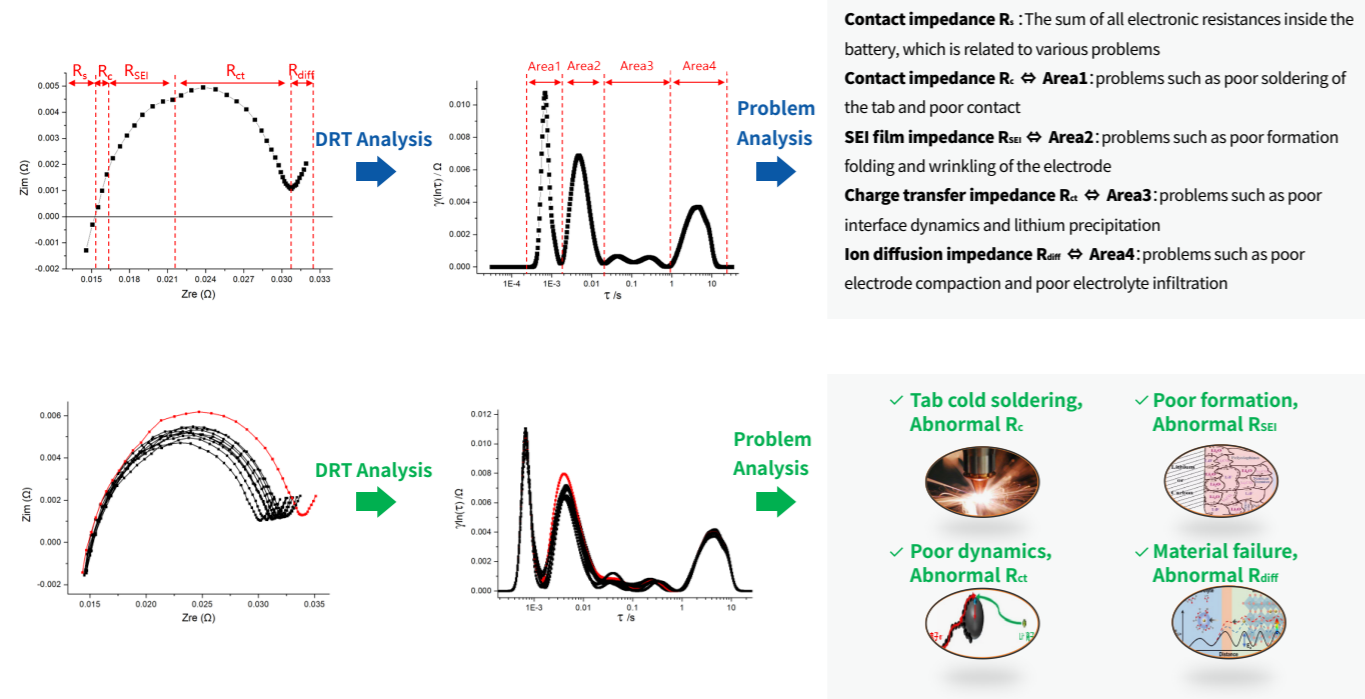 Rs Rc RSEI Rct Rdiff
0.005
0.004
0.003
0.002
0.001
0.000
-0.001
-0.002
Zim (Ω)
0.015 0.018 0.021 0.024 0.027 0.030 0.033
Zre (Ω)
DRT Analysis
Area1 Area2 Area3 Area4
0.010
0.008
0.006
0.004
0.002
0.000
γ(lnτ) / Ω
1E-4 1E-3 0.01 0.1 1 10
τ /s
Problem
Analysis
Contact impedance Rs :The sum of all electronic resistances inside the
battery, which is related to various problems
Contact impedance Rc ⇔ Area1:problems such as poor soldering of
the tab and poor contact
SEI film impedance RSEI ⇔ Area2:problems such as poor formation
folding and wrinkling of the electrode
Charge transfer impedance Rct ⇔ Area3:problems such as poor
interface dynamics and lithium precipitation
Ion diffusion impedance Rdiff ⇔ Area4:problems such as poor
electrode compaction and poor electrolyte infiltration
0.006
0.004
0.002
0.000
-0.002
Zim (Ω)
0.015 0.020 0.025 0.030 0.035
Zre (Ω)
DRT Analysis
0.012
0.010
0.008
0.006
0.004
0.002
0.000
γln(τ) /Ω
1E-3 0.01 0.1 1 10
τ /s
Problem
Analysis
✓ Tab cold soldering,
Abnormal Rc
✓ Poor formation,
Abnormal RSEI
✓ Poor dynamics,
Abnormal Rct
✓ Material failure,
Abnormal Rdiff
Distance